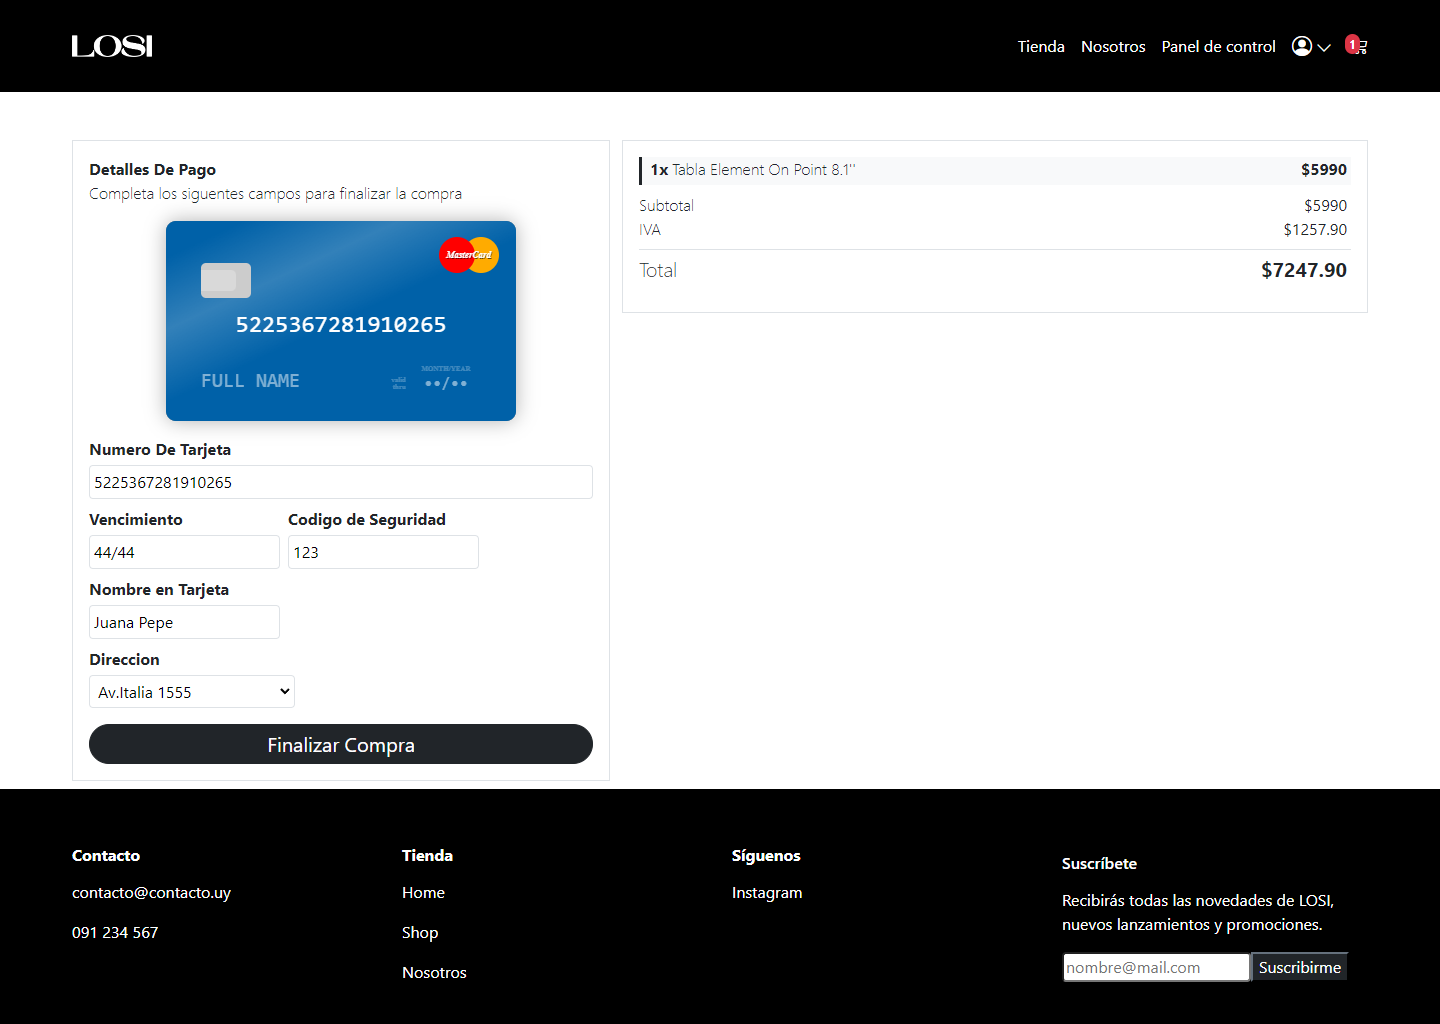 LOSI
Tienda Nosotros Panel de control 1
Detalles De Pago
Completa los siguentes campos para finalizar la compra
MasterCard
5225367281910265
FULL NAME
valid
thru
MONTH/YEAR
••/••
Numero De Tarjeta
5225367281910265
Vencimiento Codigo de Seguridad
44/44 123
Nombre en Tarjeta
Juana Pepe
Direccion
Av.Italia 1555
Finalizar Compra
1x Tabla Element On Point 8.1'' $5990
Subtotal $5990
IVA $1257.90
Total $7247.90
Contacto
contacto@contacto.uy
091 234 567
Tienda
Home
Shop
Nosotros
Síguenos
Instagram
Suscríbete
Recibirás todas las novedades de LOSI,
nuevos lanzamientos y promociones.
nombre@mail.com Suscribirme